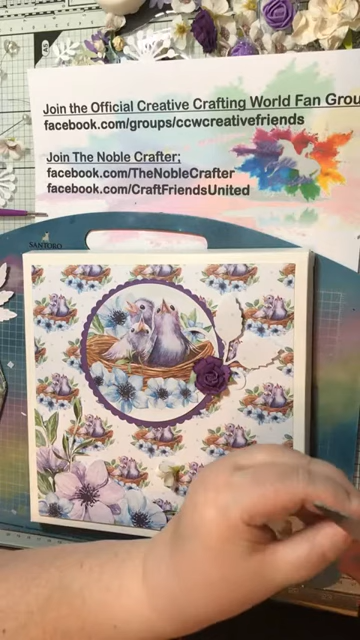 Join the Official Creative Crafting World Fan Grou
facebook.com/groups/ccwcreativefriends
Join The Noble Crafter;
facebook.com/TheNobleCrafter
facebook.com/CraftFriendsUnited
SANTORO